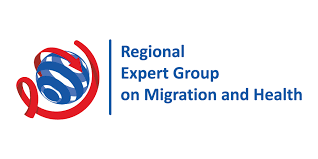 Regional
Expert Group
on Migration and Health